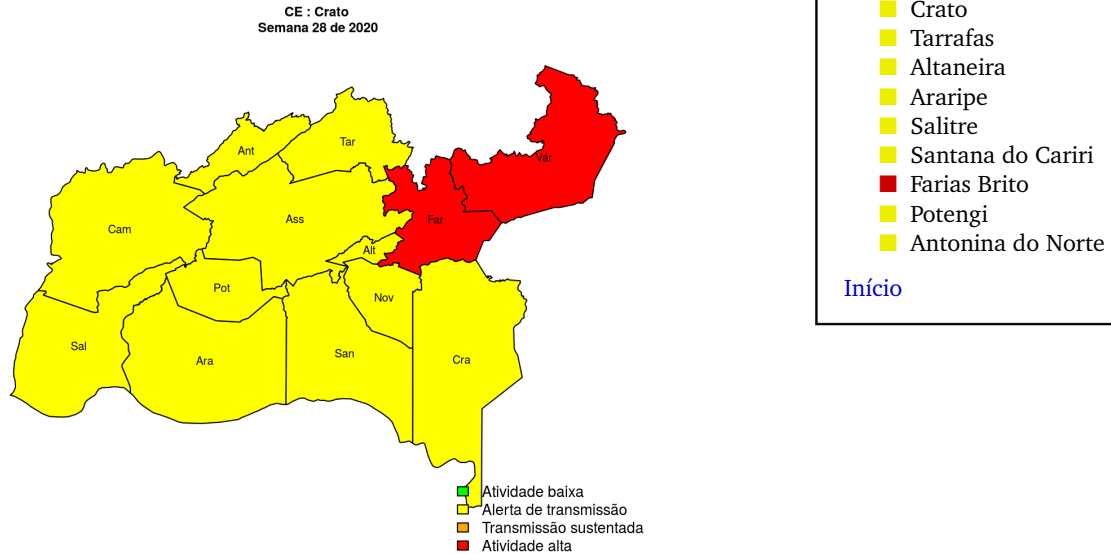 CE : Crato
Semana 28 de 2020
Ant
Tar
Vár
Cam
Ass
Far
Alt
Pot
Nov
Sal
Ara
San
Cra
Atividade baixa
Alerta de transmissão
Transmissão sustentada
Atividade alta
Crato
Tarrafas
Altaneira
Araripe
Salitre
Santana do Cariri
Farias Brito
Potengi
Antonina do Norte
Início